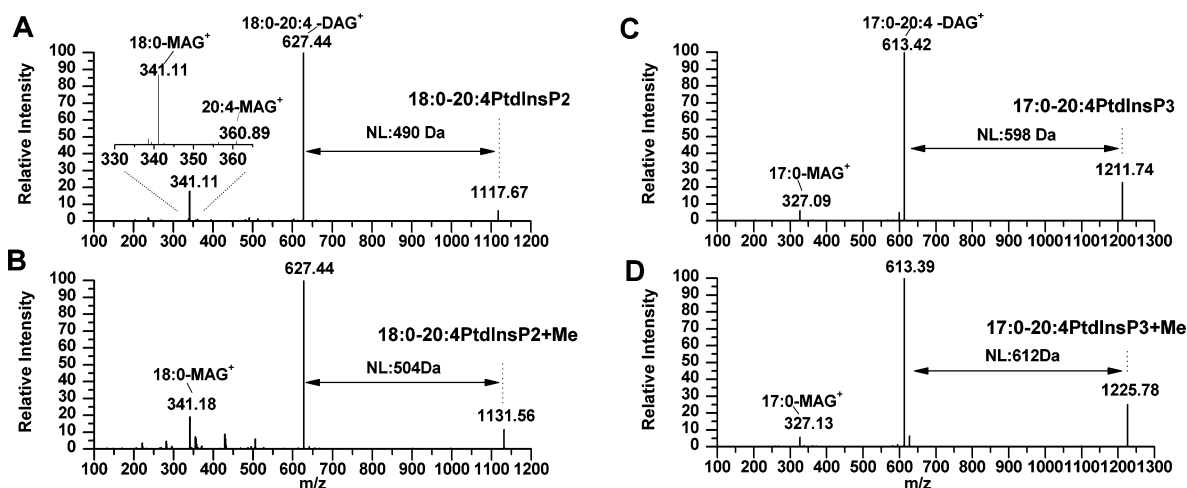 A
18:0-20:4 -DAG+
627.44
18:0-MAG+
341.11
20:4-MAG+
360.89
18:0-20:4PtdInsP2
NL:490 Da
330 340 350 360
341.11
1117.67
Relative Intensity
100
90
80
70
60
50
40
30
20
10
0
100 200 300 400 500 600 700 800 900 1000 1100 1200
B
627.44
18:0-20:4PtdInsP2+Me
NL:504Da
18:0-MAG+
341.18
1131.56
Relative Intensity
100
90
80
70
60
50
40
30
20
10
0
100 200 300 400 500 600 700 800 900 1000 1100 1200
m/z
C
17:0-20:4 -DAG+
613.42
17:0-20:4PtdInsP3
NL:598 Da
17:0-MAG+
327.09
1211.74
Relative Intensity
100
90
80
70
60
50
40
30
20
10
0
100 200 300 400 500 600 700 800 900 1000 1100 1200 1300
D
613.39
17:0-20:4PtdInsP3+Me
NL:612Da
17:0-MAG+
327.13
1225.78
Relative Intensity
100
90
80
70
60
50
40
30
20
10
0
100 200 300 400 500 600 700 800 900 1000 1100 1200 1300
m/z